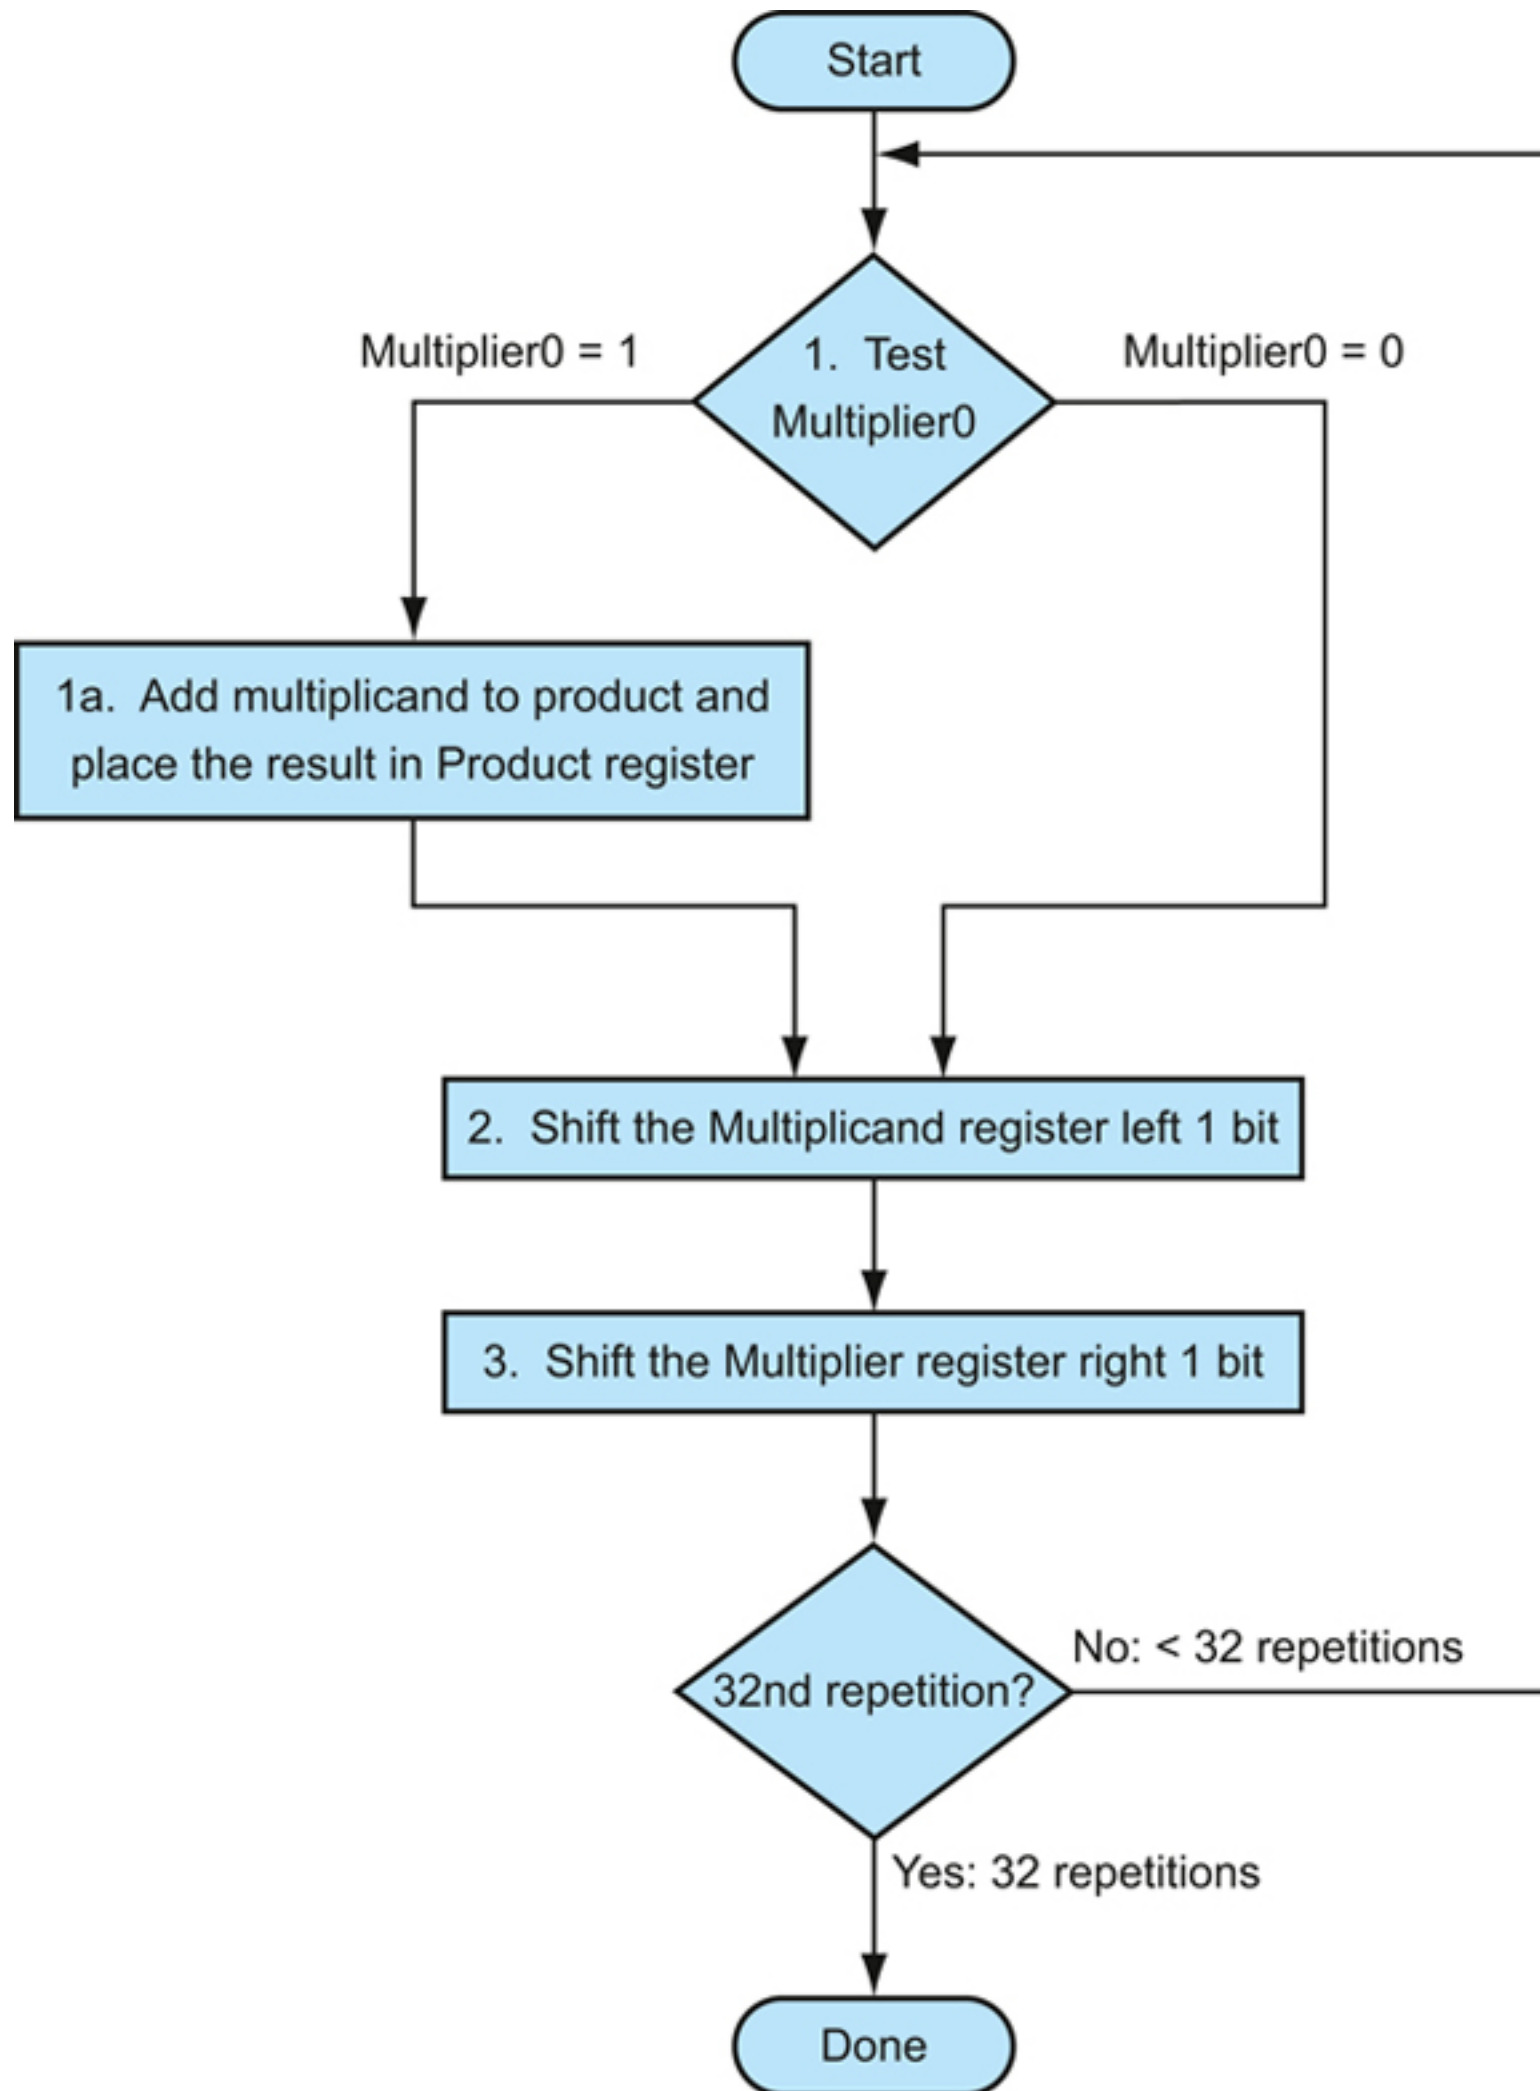 Start
Multiplier0 = 1
1. Test
Multiplier0
Multiplier0 = 0
1a. Add multiplicand to product and
place the result in Product register
2. Shift the Multiplicand register left 1 bit
3. Shift the Multiplier register right 1 bit
32nd repetition?
No: < 32 repetitions
Yes: 32 repetitions
Done